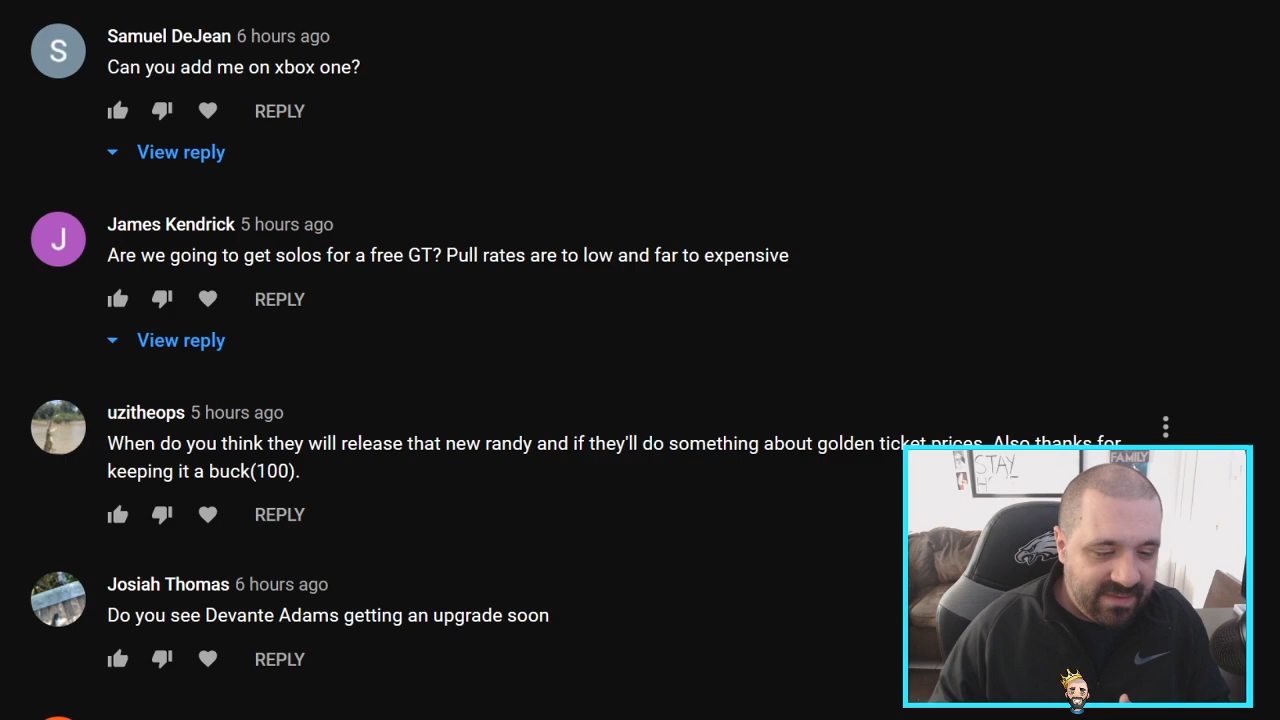 S
Samuel DeJean 6 hours ago
Can you add me on xbox one?
REPLY
View reply
J
James Kendrick 5 hours ago
Are we going to get solos for a free GT? Pull rates are to low and far to expensive
REPLY
View reply
uzitheops 5 hours ago
When do you think they will release that new randy and if they'll do something about golden ticket prices. Also thanks for
keeping it a buck(100).
REPLY
Josiah Thomas 6 hours ago
Do you see Devante Adams getting an upgrade soon
REPLY
STAY
FAMILY